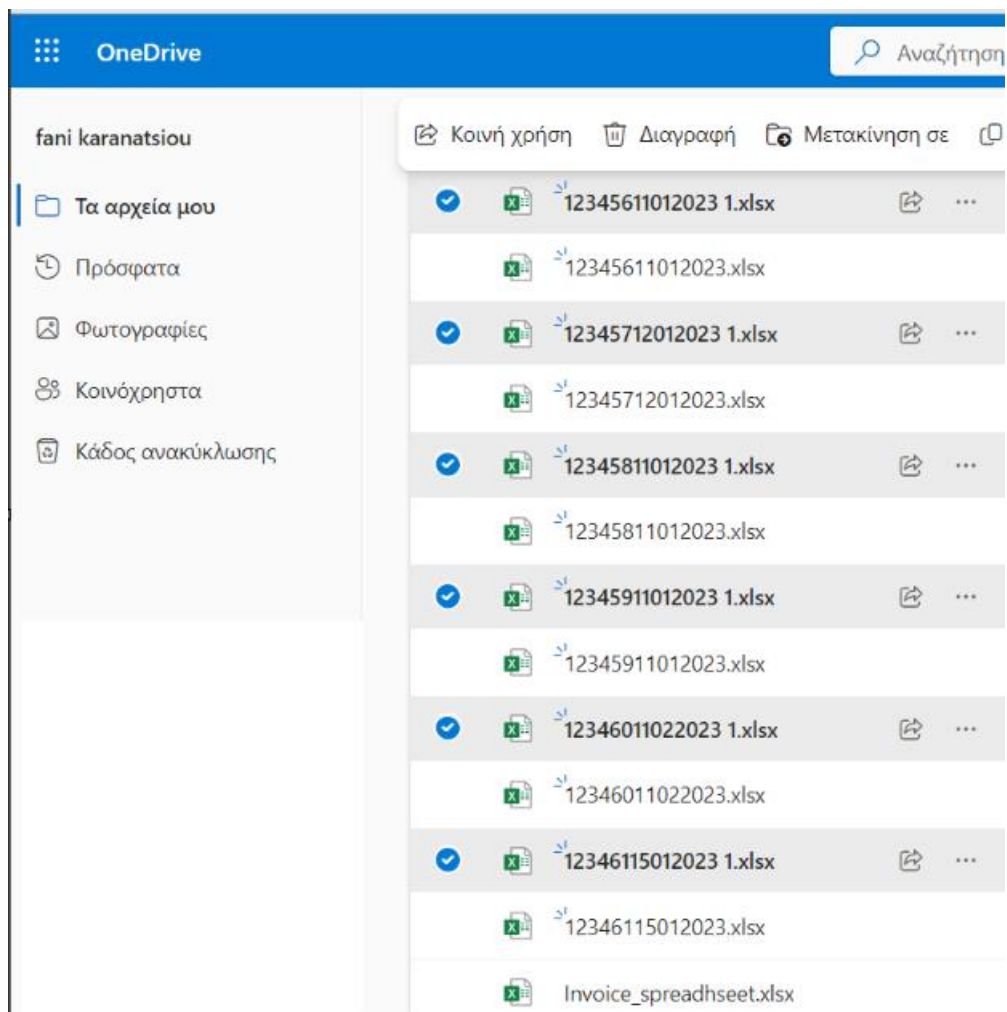 OneDrive
Αναζήτηση
fani karanatsiou
Τα αρχεία μου
Πρόσφατα
Φωτογραφίες
Κοινόχρηστα
Κάδος ανακύκλωσης
Κοινή χρήση Διαγραφή Μετακίνηση σε
12345611012023 1.xlsx
12345611012023.xlsx
12345712012023 1.xlsx
12345712012023.xlsx
12345811012023 1.xlsx
12345811012023.xlsx
12345911012023 1.xlsx
12345911012023.xlsx
12346011022023 1.xlsx
12346011022023.xlsx
12346115012023 1.xlsx
12346115012023.xlsx
Invoice_spreadhseet.xlsx